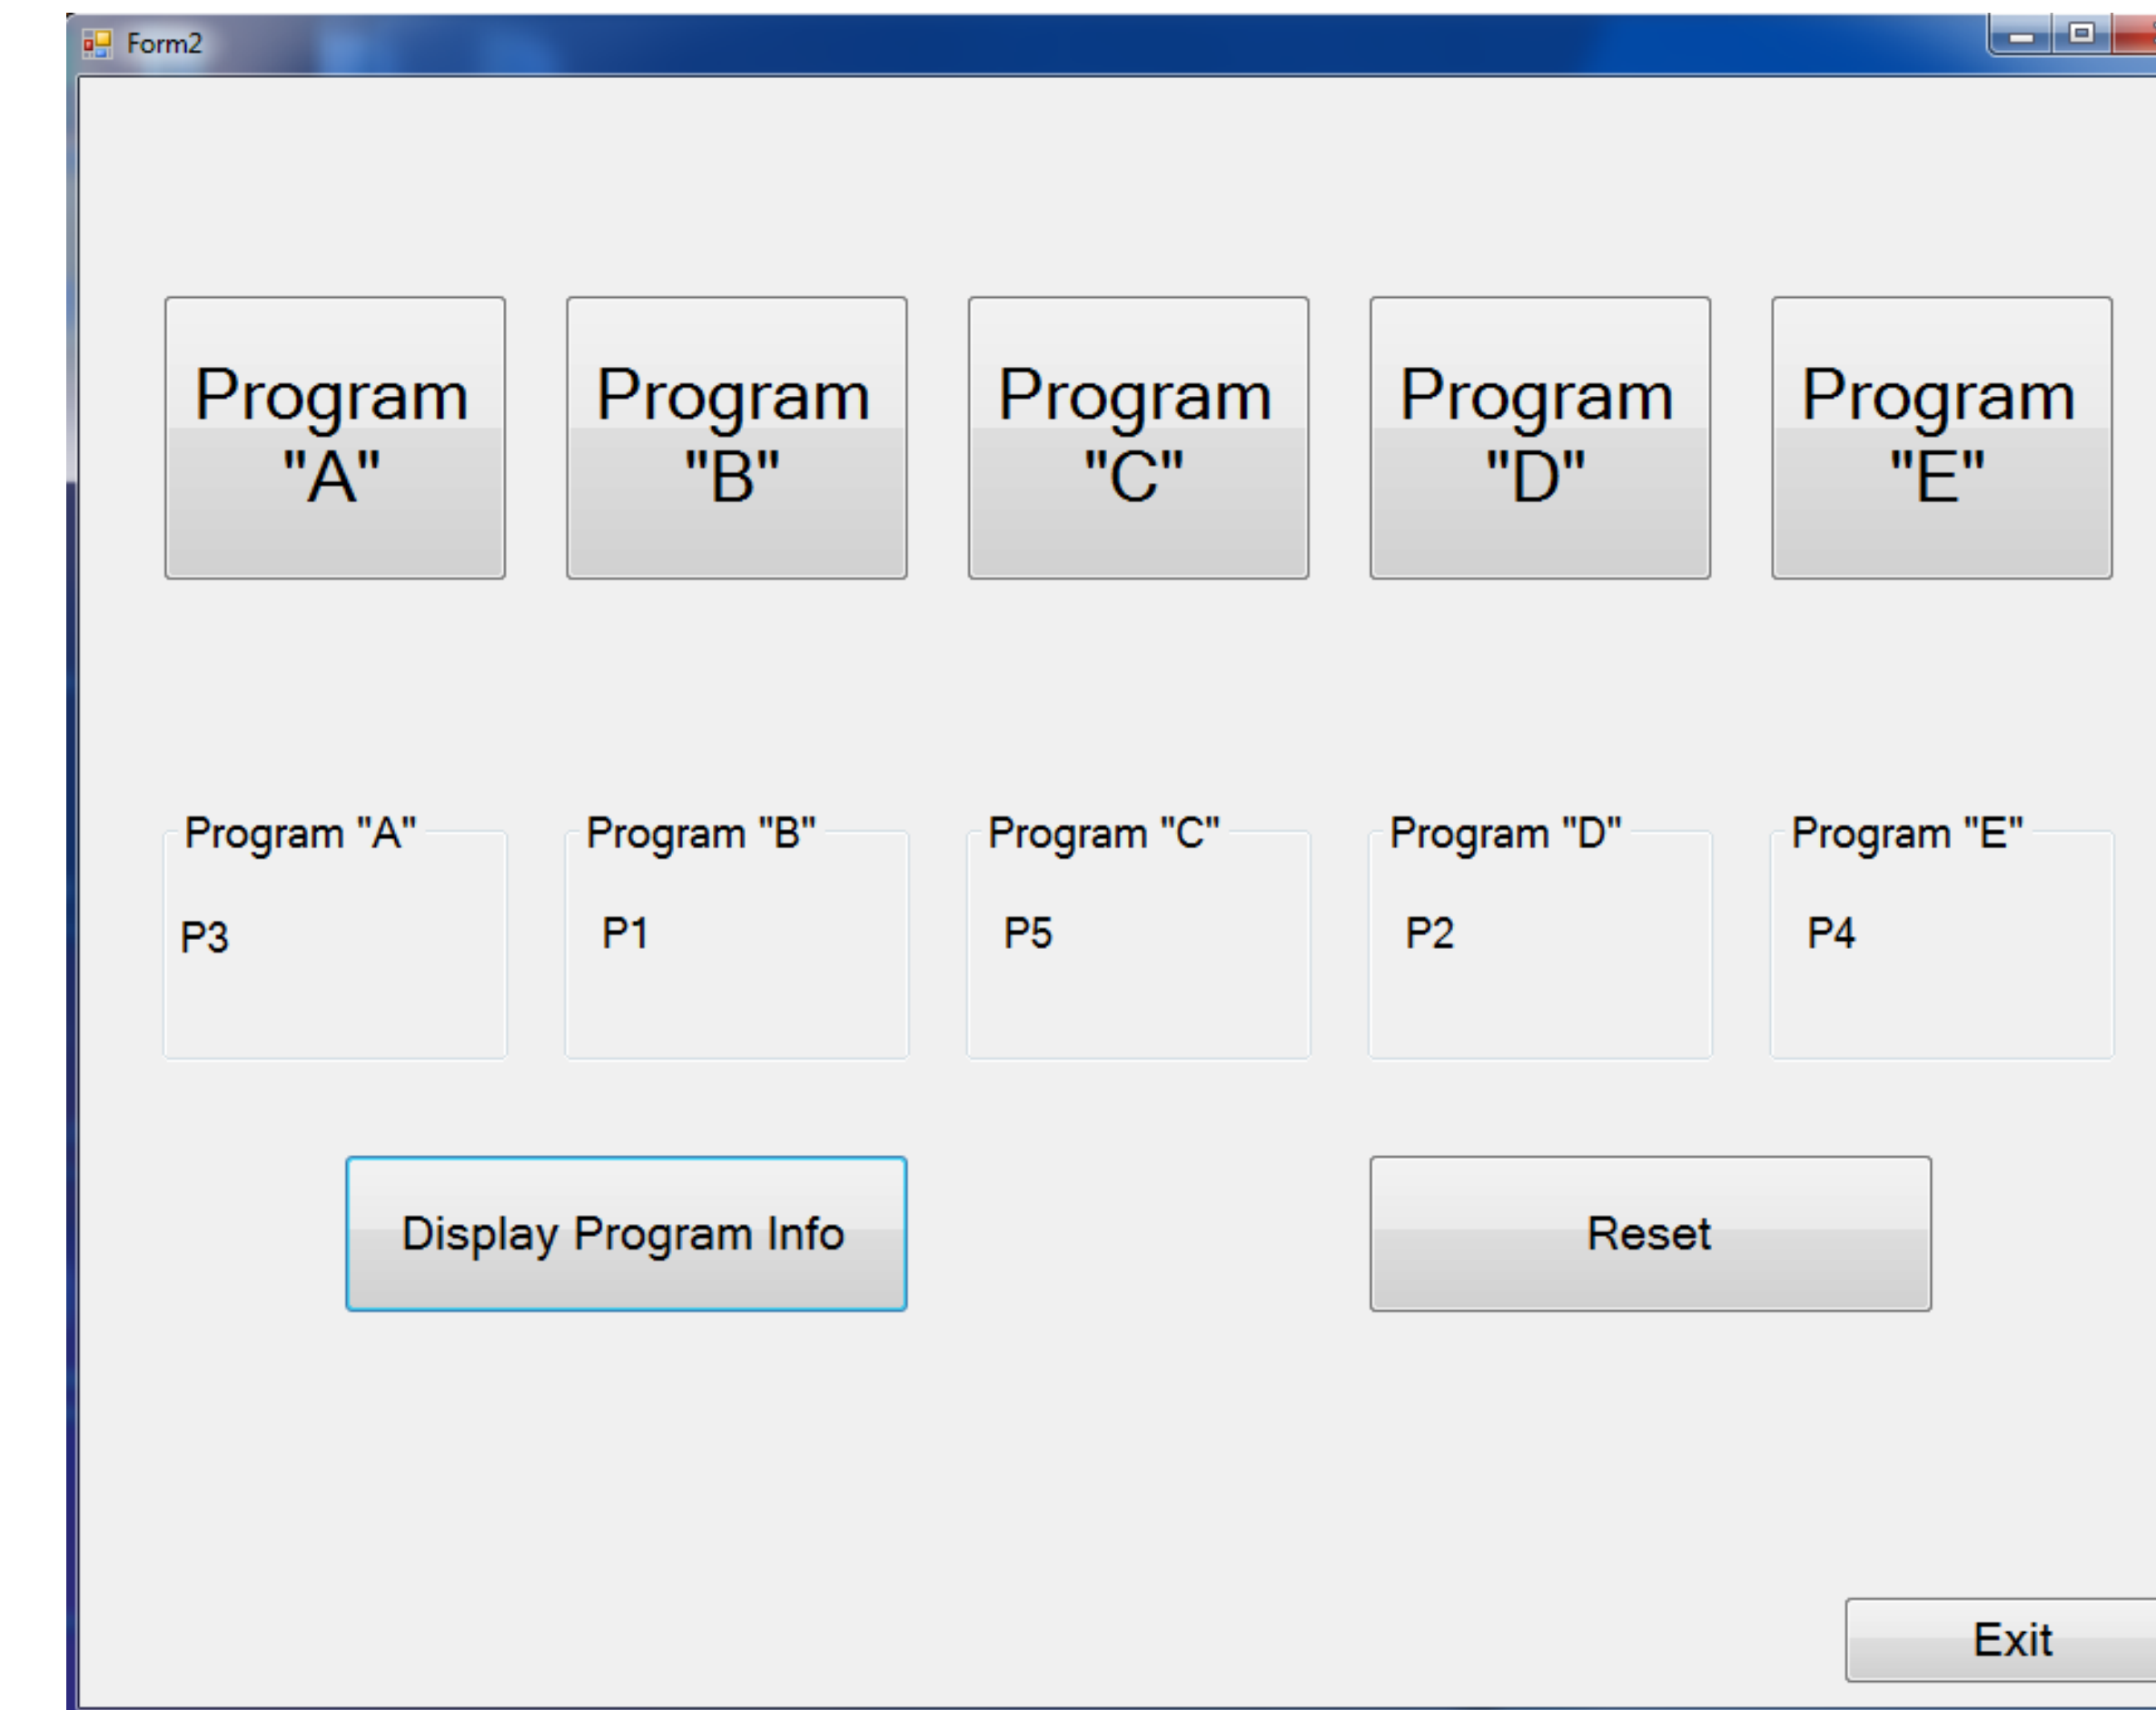 Form2
Program
"A"
Program
"B"
Program
"C"
Program
"D"
Program
"E"
Program "A"
P3
Program "B"
P1
Program "C"
P5
Program "D"
P2
Program "E"
P4
Display Program Info
Reset
Exit